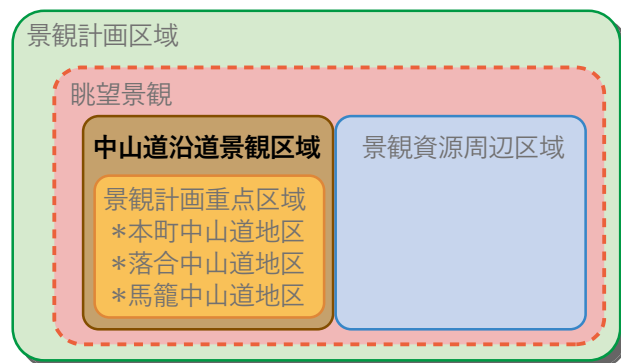 景観計画区域
眺望景観
中山道沿道景観区域
景観資源周辺区域
景観計画重点区域
*本町中山道地区
*落合中山道地区
*馬籠中山道地区